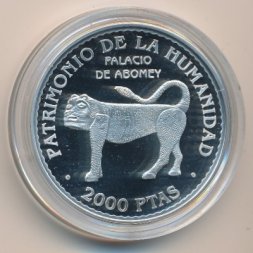 PATRIMONIO DE LA HUMANIDAD
PALACIO
DE ABOMEY
2000 PTAS